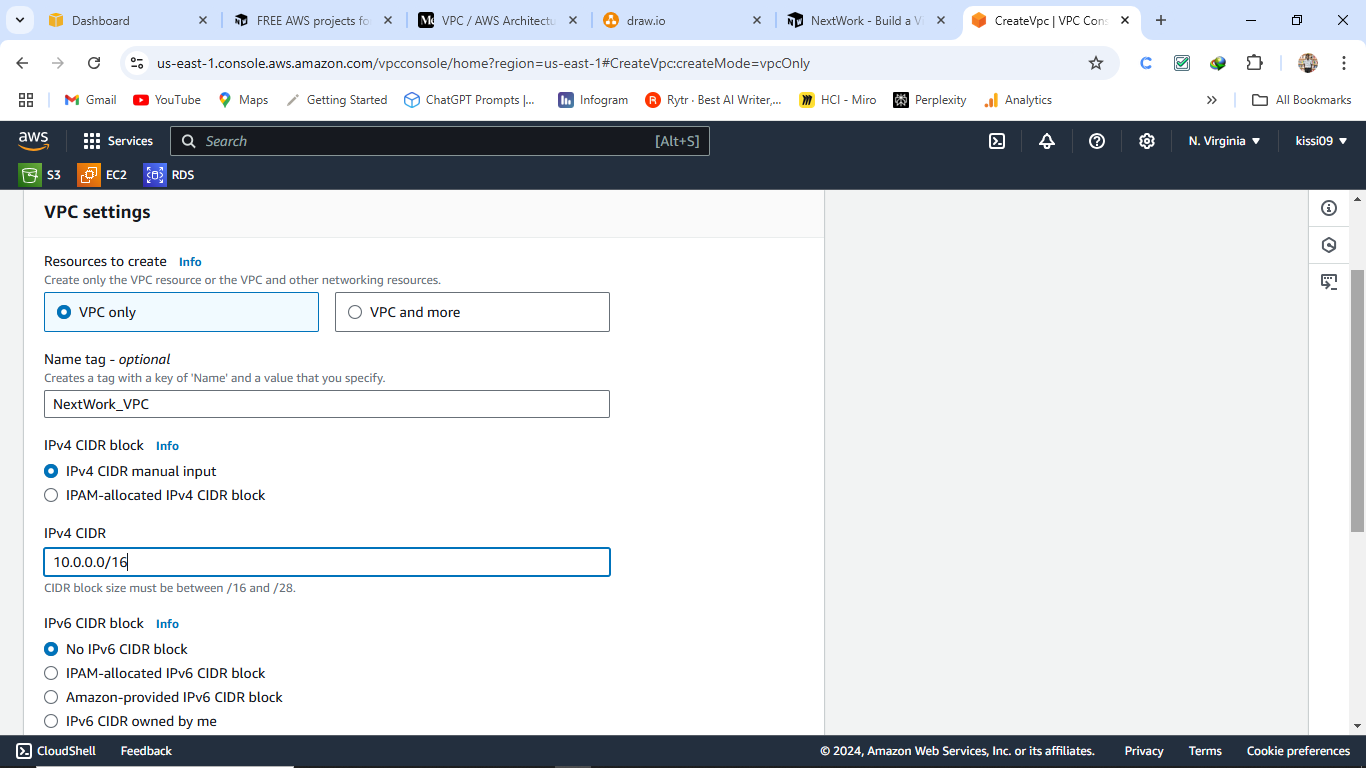 Dashboard
FREE AWS projects fo
VPC / AWS Architectu
draw.io
NextWork - Build a V
CreateVpc | VPC Cons
us-east-1.console.aws.amazon.com/vpcconsole/home?region=us-east-1#CreateVpc:createMode=vpcOnly
Gmail
YouTube
Maps
Getting Started
ChatGPT Prompts |...
Infogram
Rytr · Best AI Writer,...
HCI - Miro
Perplexity
Analytics
All Bookmarks
aws
Services
Search
[Alt+S]
N. Virginia
kissi09
S3
EC2
RDS
VPC settings
Resources to create Info
Create only the VPC resource or the VPC and other networking resources.
VPC only
VPC and more
Name tag - optional
Creates a tag with a key of 'Name' and a value that you specify.
NextWork_VPC
IPv4 CIDR block Info
IPv4 CIDR manual input
IPAM-allocated IPv4 CIDR block
IPv4 CIDR
10.0.0.0/16
CIDR block size must be between /16 and /28.
IPv6 CIDR block Info
No IPv6 CIDR block
IPAM-allocated IPv6 CIDR block
Amazon-provided IPv6 CIDR block
IPv6 CIDR owned by me
CloudShell
Feedback
© 2024, Amazon Web Services, Inc. or its affiliates.
Privacy
Terms
Cookie preferences